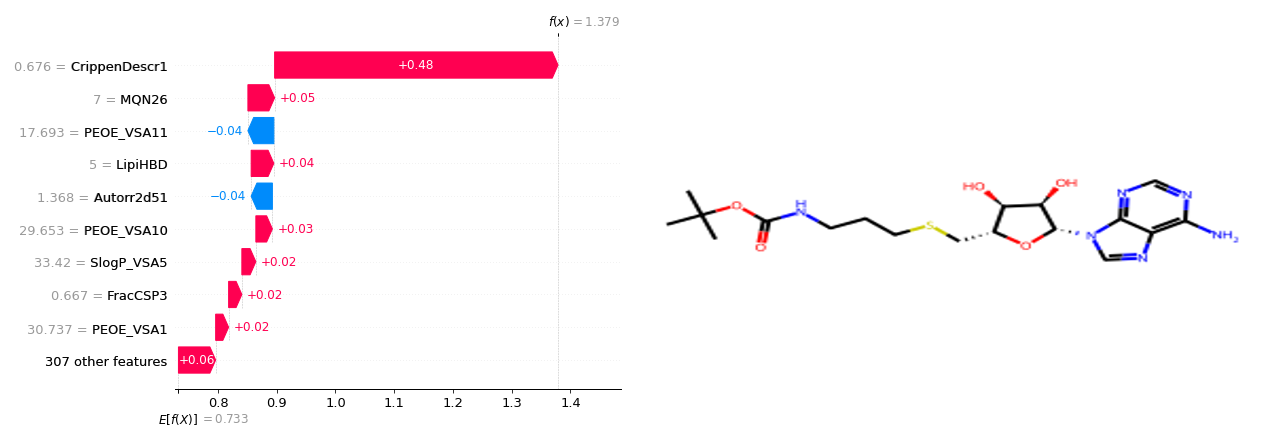 f(x) = 1.379
0.676 = CrippenDescr1
+0.48
7 = MQN26
+0.05
17.693 = PEOE_VSA11
−0.04
5 = LipiHBD
+0.04
1.368 = Autorr2d51
−0.04
29.653 = PEOE_VSA10
+0.03
33.42 = SlogP_VSA5
+0.02
0.667 = FracCSP3
+0.02
30.737 = PEOE_VSA1
+0.02
307 other features
+0.06
0.8 0.9 1.0 1.1 1.2 1.3 1.4
E[f(X)] = 0.733
HO
OH
O
H
N
O
S
O
N
N
N
N
NH2